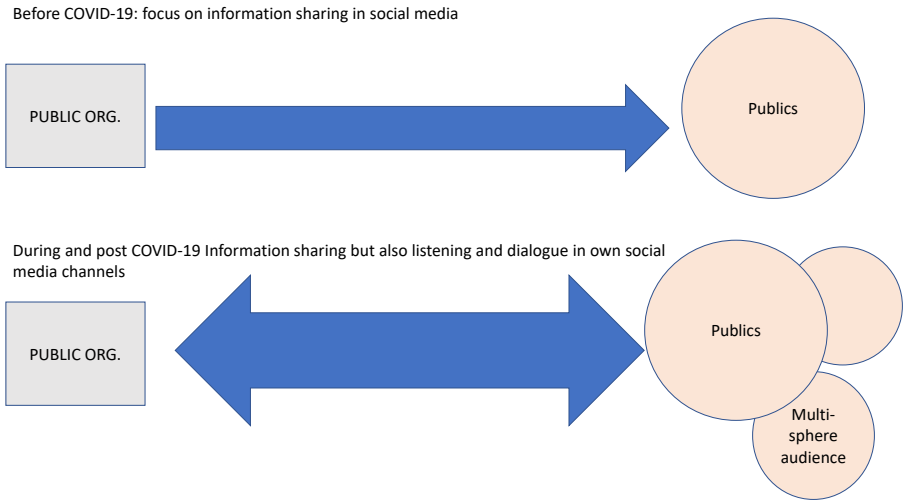 Before COVID-19: focus on information sharing in social media
PUBLIC ORG.
Publics
During and post COVID-19 Information sharing but also listening and dialogue in own social
media channels
PUBLIC ORG.
Publics
Multi-
sphere
audience